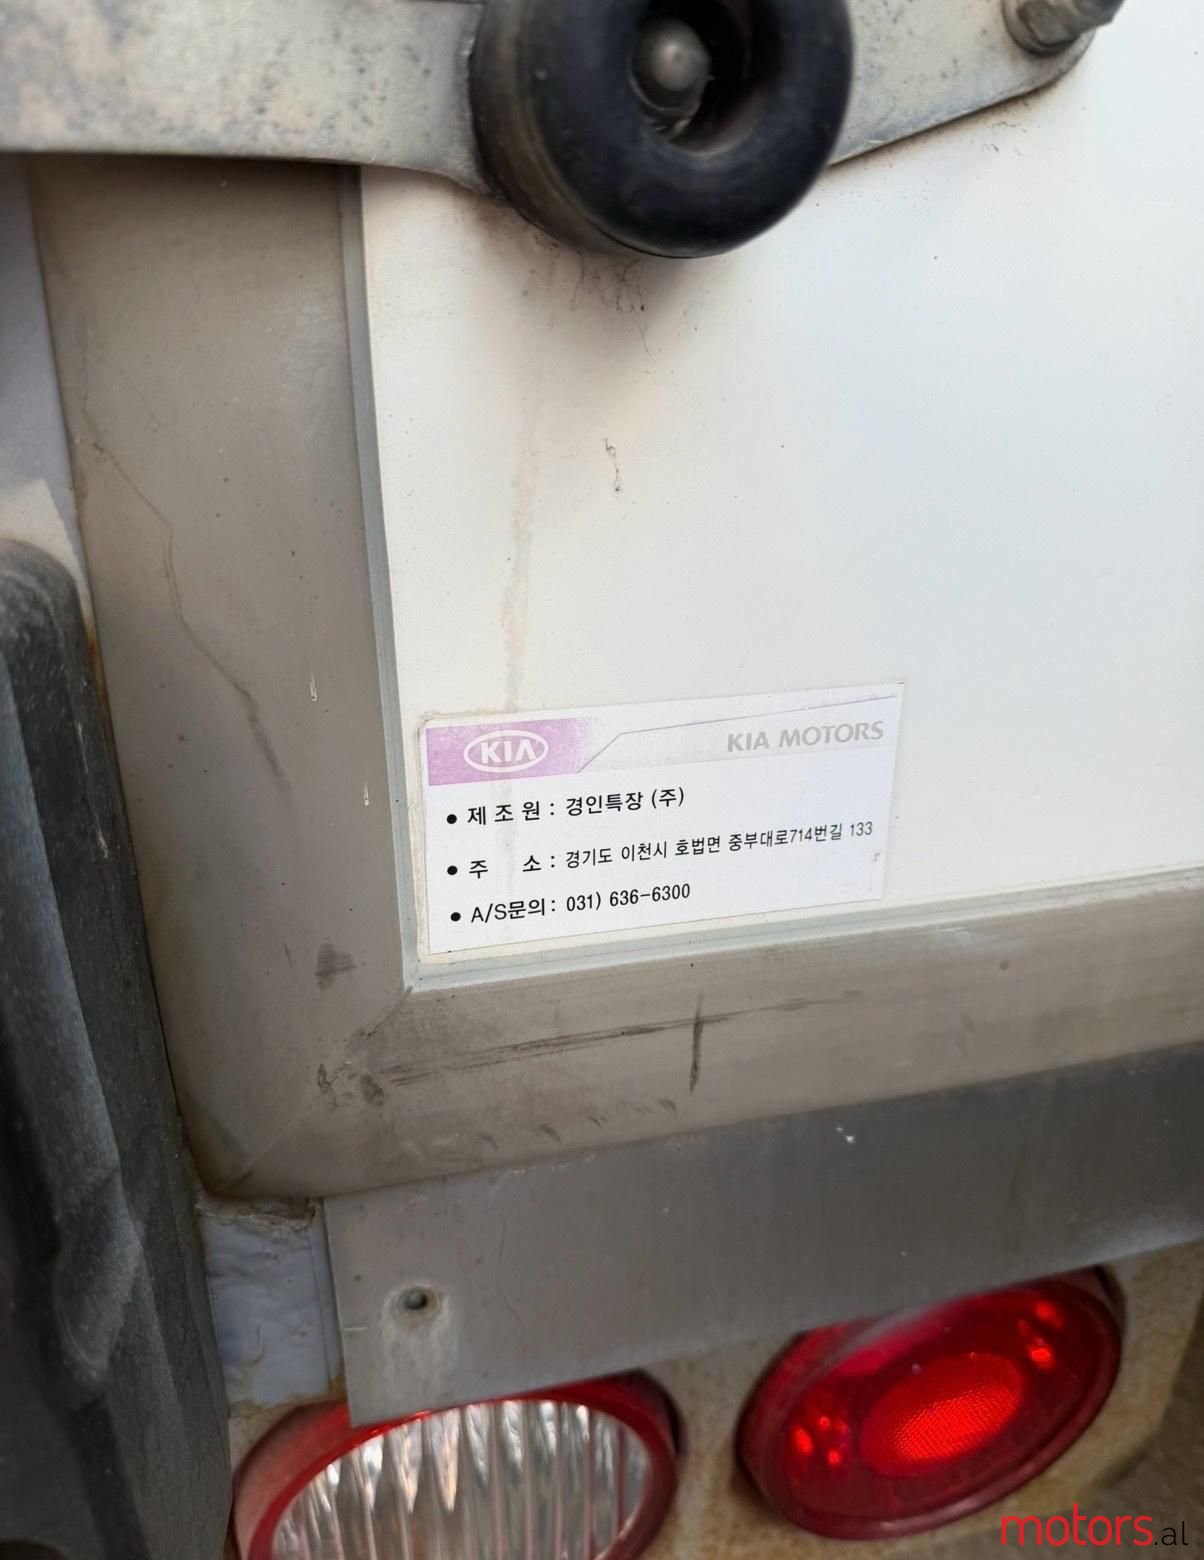 KIA KIA MOTORS
● 제 조 원 : 경인특장 (주)
● 주 소 : 경기도 이천시 호법면 중부대로714번길 133
● A/S문의 : 031) 636-6300
motors.al